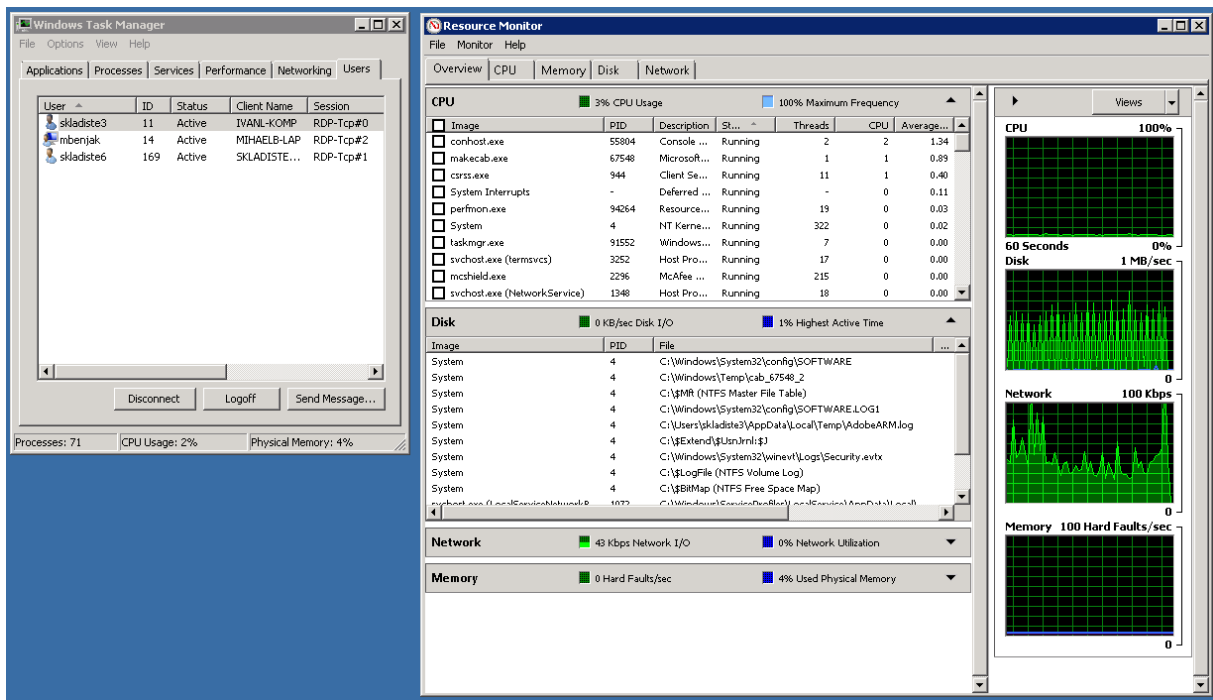 Windows Task Manager
File Options View Help
Applications Processes Services Performance Networking Users
User ID Status Client Name Session
skladiste3 11 Active IVANL-KOMP RDP-Tcp#0
mbenjak 14 Active MIHAELB-LAP RDP-Tcp#2
skladiste6 169 Active SKLADISTE... RDP-Tcp#1
Disconnect Logoff Send Message...
Processes: 71 CPU Usage: 2% Physical Memory: 4%
Resource Monitor
File Monitor Help
Overview CPU Memory Disk Network
CPU 3% CPU Usage 100% Maximum Frequency
Image PID Description St... Threads CPU Average...
conhost.exe 55804 Console ... Running 2 2 1.34
makecab.exe 67548 Microsoft... Running 1 1 0.89
csrss.exe 944 Client Se... Running 11 1 0.40
System Interrupts - Deferred ... Running - 0 0.11
perfmon.exe 94264 Resource... Running 19 0 0.03
System 4 NT Kerne... Running 322 0 0.02
taskmgr.exe 91552 Windows... Running 7 0 0.00
svchost.exe (termsvcs) 3252 Host Pro... Running 17 0 0.00
mcshield.exe 2296 McAfee ... Running 215 0 0.00
svchost.exe (NetworkService) 1348 Host Pro... Running 18 0 0.00
Disk 0 KB/sec Disk I/O 1% Highest Active Time
Image PID File ...
System 4 C:\Windows\System32\config\SOFTWARE
System 4 C:\Windows\Temp\cab_67548_2
System 4 C:\$Mft (NTFS Master File Table)
System 4 C:\Windows\System32\config\SOFTWARE.LOG1
System 4 C:\Users\skladiste3\AppData\Local\Temp\AdobeARM.log
System 4 C:\$Extend\$UsnJrnl:$J
System 4 C:\Windows\System32\winevt\Logs\Security.evtx
System 4 C:\$LogFile (NTFS Volume Log)
System 4 C:\$BitMap (NTFS Free Space Map)
Network 43 Kbps Network I/O 0% Network Utilization
Memory 0 Hard Faults/sec 4% Used Physical Memory
Views
CPU 100%
60 Seconds 0%
Disk 1 MB/sec
0
Network 100 Kbps
0
Memory 100 Hard Faults/sec
0